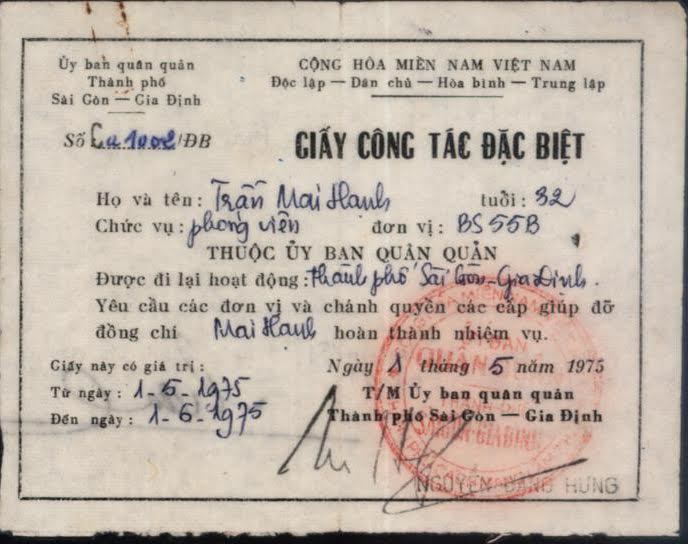 Ủy ban quân quản
Thành phố
Sài Gòn — Gia Định
CỘNG HÒA MIỀN NAM VIỆT NAM
Độc lập — Dân chủ — Hòa bình — Trung lập
Số 1002/ĐB
GIẤY CÔNG TÁC ĐẶC BIỆT
Họ và tên : Trần Mai Hanh tuổi : 32
Chức vụ : phóng viên đơn vị : BS 55B
THUỘC ỦY BAN QUÂN QUẢN
Được đi lại hoạt động : thành phố Sài Gòn - Gia Định.
Yêu cầu các đơn vị và chánh quyền các cấp giúp đỡ
đồng chí Mai Hanh hoàn thành nhiệm vụ.
Giấy này có giá trị :
Từ ngày : 1-5-1975
Đến ngày : 1-6-1975
Ngày 1 tháng 5 năm 1975
T/M Ủy ban quân quản
Thành phố Sài Gòn — Gia Định
NGUYỄN ĐĂNG HÙNG